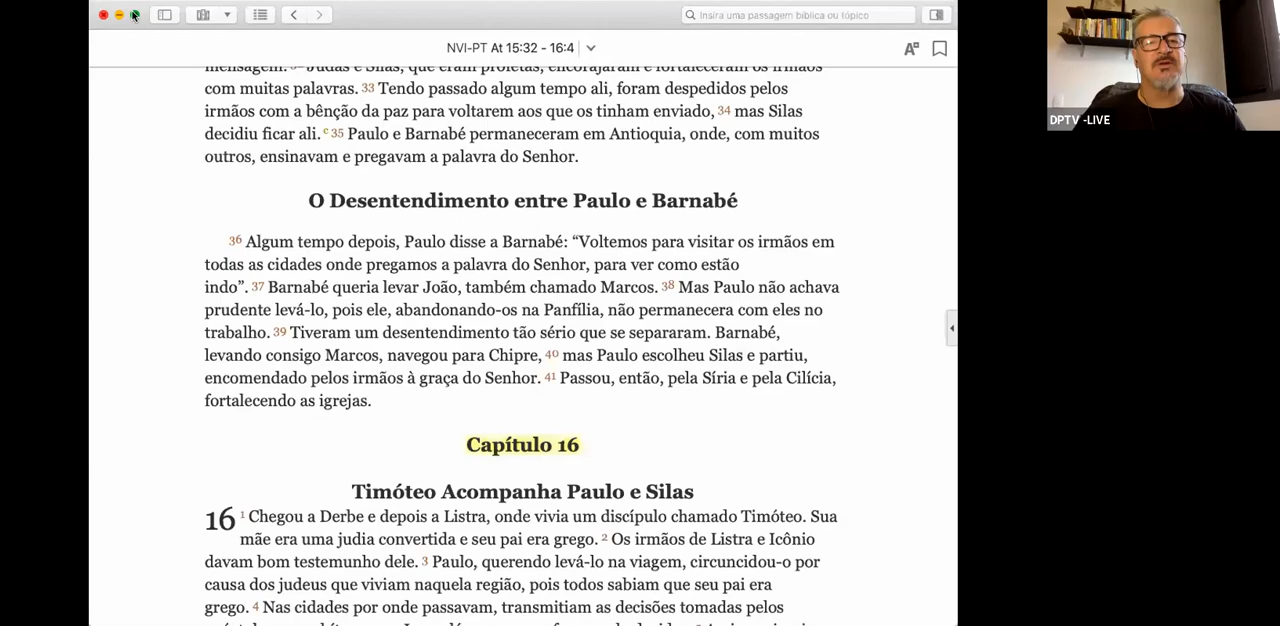 Insira uma passagem bíblica ou tópico
NVI-PT At 15:32 - 16:4
DPTV -LIVE
mensagem. 32 Judas e Silas, que eram profetas, encorajaram e fortaleceram os irmãos
com muitas palavras. 33 Tendo passado algum tempo ali, foram despedidos pelos
irmãos com a bênção da paz para voltarem aos que os tinham enviado, 34 mas Silas
decidiu ficar ali. c 35 Paulo e Barnabé permaneceram em Antioquia, onde, com muitos
outros, ensinavam e pregavam a palavra do Senhor.
O Desentendimento entre Paulo e Barnabé
36 Algum tempo depois, Paulo disse a Barnabé: “Voltemos para visitar os irmãos em
todas as cidades onde pregamos a palavra do Senhor, para ver como estão
indo”. 37 Barnabé queria levar João, também chamado Marcos. 38 Mas Paulo não achava
prudente levá-lo, pois ele, abandonando-os na Panfília, não permanecera com eles no
trabalho. 39 Tiveram um desentendimento tão sério que se separaram. Barnabé,
levando consigo Marcos, navegou para Chipre, 40 mas Paulo escolheu Silas e partiu,
encomendado pelos irmãos à graça do Senhor. 41 Passou, então, pela Síria e pela Cilícia,
fortalecendo as igrejas.
Capítulo 16
Timóteo Acompanha Paulo e Silas
16 1 Chegou a Derbe e depois a Listra, onde vivia um discípulo chamado Timóteo. Sua
mãe era uma judia convertida e seu pai era grego. 2 Os irmãos de Listra e Icônio
davam bom testemunho dele. 3 Paulo, querendo levá-lo na viagem, circuncidou-o por
causa dos judeus que viviam naquela região, pois todos sabiam que seu pai era
grego. 4 Nas cidades por onde passavam, transmitiam as decisões tomadas pelos